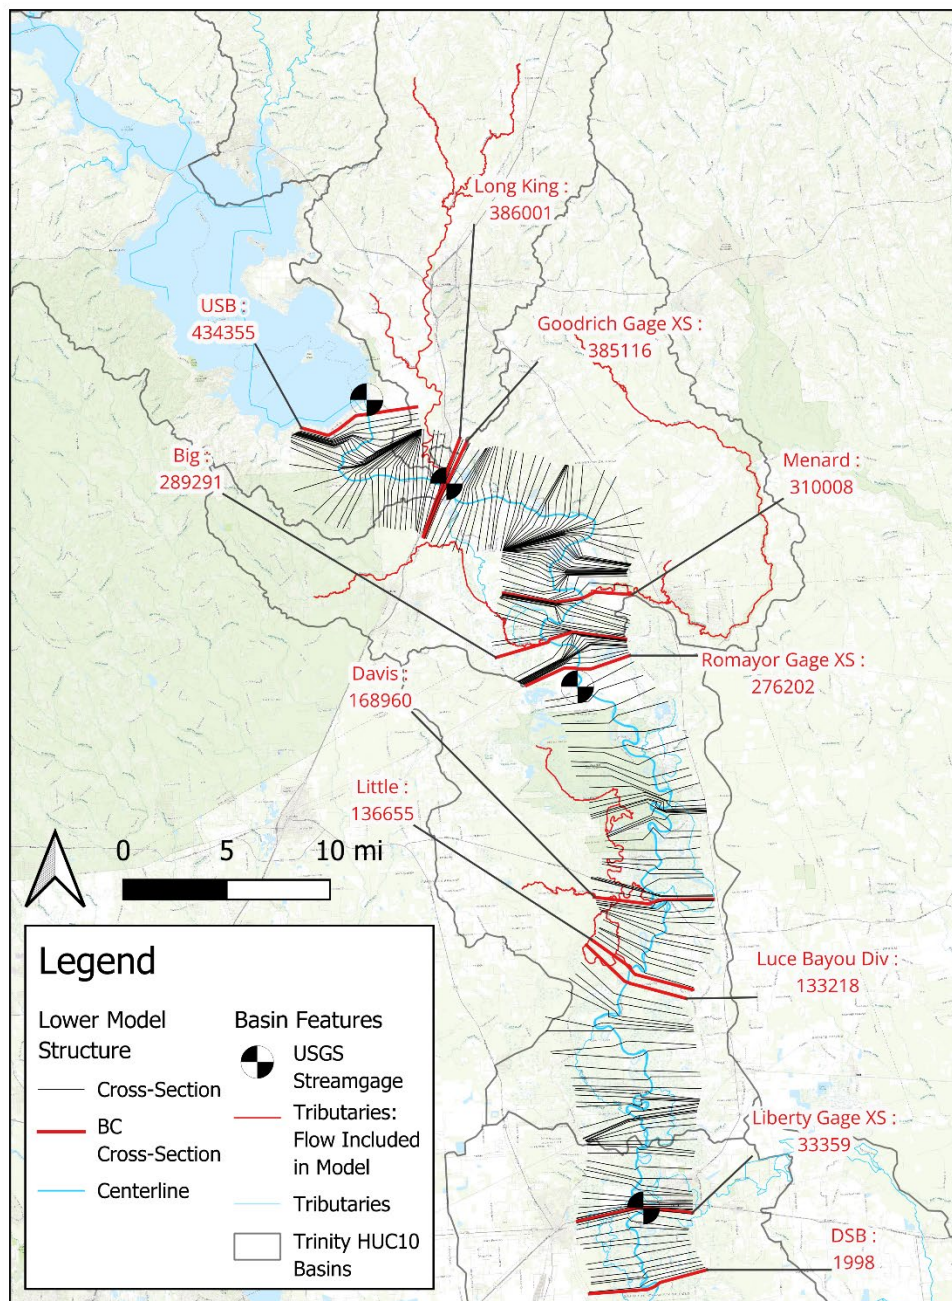 Long King :
386001
USB :
434355
Goodrich Gage XS :
385116
Big :
289291
Menard :
310008
Romayor Gage XS :
276202
Davis :
168960
Little :
136655
0 5 10 mi
Luce Bayou Div :
133218
Liberty Gage XS :
33359
DSB :
1998
Legend
Lower Model
Structure
Cross-Section
BC
Cross-Section
Centerline
Basin Features
USGS
Streamgage
Tributaries:
Flow Included
in Model
Tributaries
Trinity HUC10
Basins